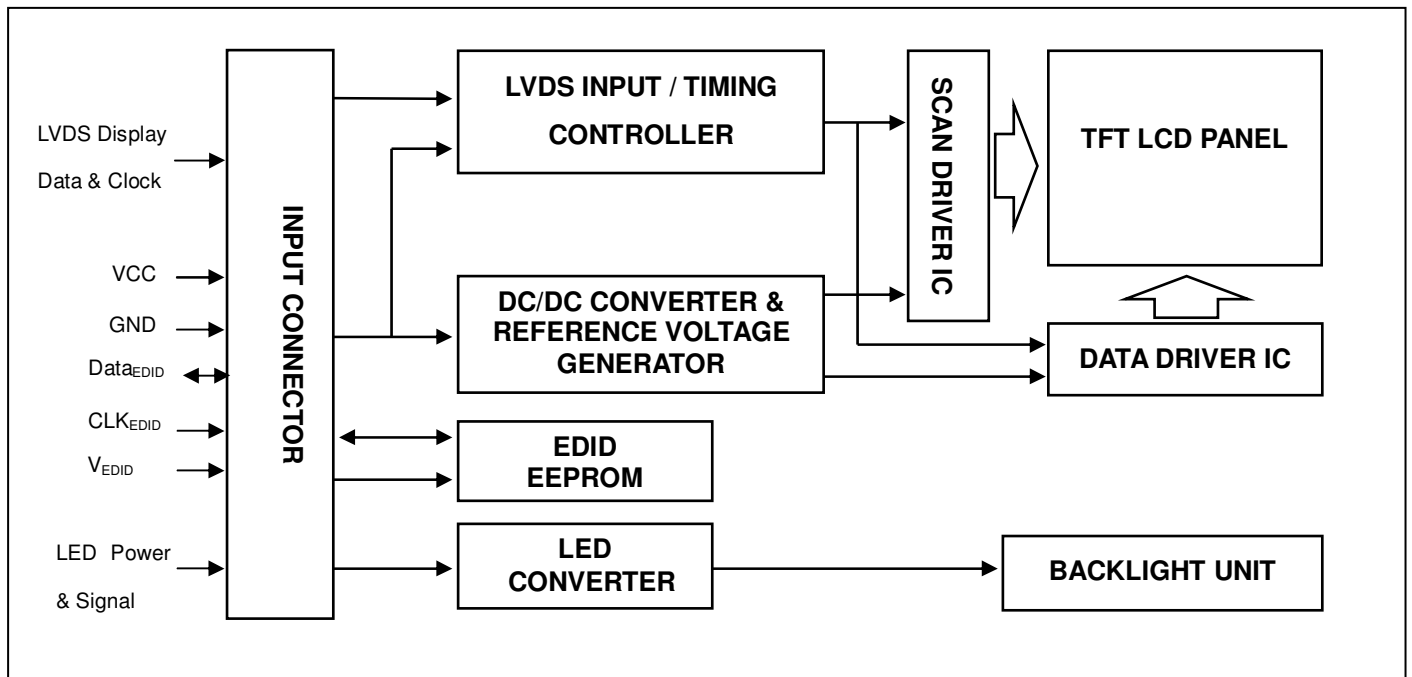 LVDS Display
Data & Clock
VCC
GND
DataEDID
CLKEDID
VEDID
LED Power
& Signal
INPUT CONNECTOR
LVDS INPUT / TIMING
CONTROLLER
DC/DC CONVERTER &
REFERENCE VOLTAGE
GENERATOR
EDID
EEPROM
LED
CONVERTER
SCAN DRIVER IC
TFT LCD PANEL
DATA DRIVER IC
BACKLIGHT UNIT